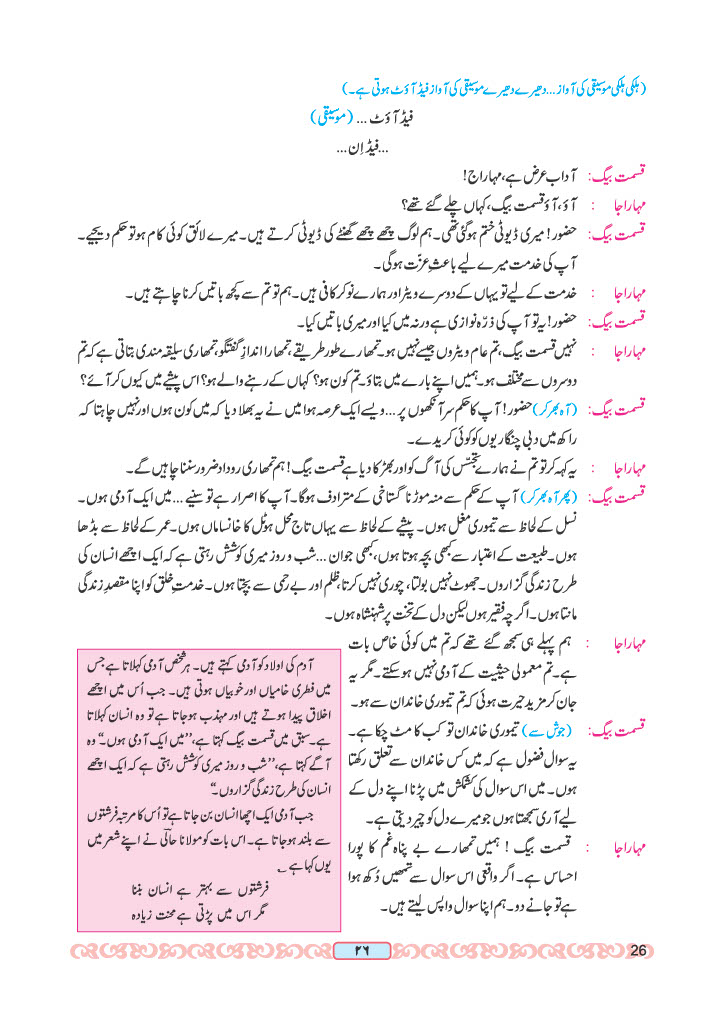 (ہلکی ہلکی موسیقی کی آواز ... دھیرے دھیرے موسیقی کی آواز فیڈ آؤٹ ہوتی ہے۔)
فیڈ آؤٹ ... (موسیقی)
... فیڈ اِن ...
قسمت بیگ: آداب عرض ہے، مہاراج!
مہاراجا : آؤ، آؤ قسمت بیگ، کہاں چلے گئے تھے؟
قسمت بیگ: حضور! میری ڈیوٹی ختم ہوگئی تھی۔ ہم لوگ چھے چھے گھنٹے کی ڈیوٹی کرتے ہیں۔ میرے لائق کوئی کام ہو تو حکم دیجیے۔
آپ کی خدمت میرے لیے باعثِ عزّت ہوگی۔
مہاراجا : خدمت کے لیے تو یہاں کے دوسرے ویٹر اور ہمارے نوکر کافی ہیں۔ ہم تو تم سے کچھ باتیں کرنا چاہتے ہیں۔
قسمت بیگ: حضور! یہ تو آپ کی ذرّہ نوازی ہے ورنہ میں کیا اور میری باتیں کیا۔
مہاراجا : نہیں قسمت بیگ، تم عام ویٹروں جیسے نہیں ہو۔ تمھارے طور طریقے، تمھارا اندازِ گفتگو، تمھاری سلیقہ مندی بتاتی ہے کہ تم
دوسروں سے مختلف ہو۔ ہمیں اپنے بارے میں بتاؤ۔ تم کون ہو؟ کہاں کے رہنے والے ہو؟ اس پیشے میں کیوں کر آئے؟
قسمت بیگ: (آہ بھر کر) حضور! آپ کا حکم سر آنکھوں پر ... ویسے ایک عرصہ ہوا میں نے یہ بھلا دیا کہ میں کون ہوں اور نہیں چاہتا کہ
راکھ میں دبی چنگاریوں کو کوئی کریدے۔
مہاراجا : یہ کہہ کر تو تم نے ہمارے تجسّس کی آگ کو اور بھڑکا دیا ہے قسمت بیگ! ہم تمھاری روداد ضرور سننا چاہیں گے۔
قسمت بیگ: (پھر آہ بھر کر) آپ کے حکم سے منہ موڑنا گستاخی کے مترادف ہوگا۔ آپ کا اصرار ہے تو سنیے ... میں ایک آدمی ہوں۔
نسل کے لحاظ سے تیموری مغل ہوں۔ پیشے کے لحاظ سے یہاں تاج محل ہوٹل کا خانساماں ہوں۔ عمر کے لحاظ سے بڈھا
ہوں۔ طبیعت کے اعتبار سے کبھی بچہ ہوتا ہوں، کبھی جوان ... شب و روز میری کوشش رہتی ہے کہ ایک اچھے انسان کی
طرح زندگی گزاروں۔ جھوٹ نہیں بولتا، چوری نہیں کرتا، ظلم اور بے رحمی سے بچتا ہوں۔ خدمتِ خلق کو اپنا مقصدِ زندگی
مانتا ہوں۔ اگرچہ فقیر ہوں لیکن دل کے تخت پر شہنشاہ ہوں۔
مہاراجا : ہم پہلے ہی سمجھ گئے تھے کہ تم میں کوئی خاص بات
ہے۔ تم معمولی حیثیت کے آدمی نہیں ہوسکتے۔ مگر یہ
جان کر مزید حیرت ہوئی کہ تم تیموری خاندان سے ہو۔
قسمت بیگ: (جوش سے) تیموری خاندان تو کب کا مٹ چکا ہے۔
یہ سوال فضول ہے کہ میں کس خاندان سے تعلق رکھتا
ہوں۔ میں اس سوال کی کشمکش میں پڑنا اپنے دل کے
لیے آری سمجھتا ہوں جو میرے دل کو چیر دیتی ہے۔
مہاراجا : قسمت بیگ! ہمیں تمھارے بے پناہ غم کا پورا
احساس ہے۔ اگر واقعی اس سوال سے تمھیں دُکھ ہوا
ہے تو جانے دو۔ ہم اپنا سوال واپس لیتے ہیں۔
آدم کی اولاد کو آدمی کہتے ہیں۔ ہر شخص آدمی کہلاتا ہے جس
میں فطری خامیاں اور خوبیاں ہوتی ہیں۔ جب اُس میں اچھے
اخلاق پیدا ہوتے ہیں اور مہذب ہوجاتا ہے تو وہ انسان کہلاتا
ہے۔ سبق میں قسمت بیگ کہتا ہے، ”میں ایک آدمی ہوں۔“ وہ
آگے کہتا ہے، ”شب و روز میری کوشش رہتی ہے کہ ایک اچھے
انسان کی طرح زندگی گزاروں۔“
جب آدمی ایک اچھا انسان بن جاتا ہے تو اُس کا مرتبہ فرشتوں
سے بلند ہوجاتا ہے۔ اس بات کو مولانا حالؔی نے اپنے شعر میں
یوں کہا ہے ؎
فرشتوں سے بہتر ہے انسان بننا
مگر اس میں پڑتی ہے محنت زیادہ
۲۶
26